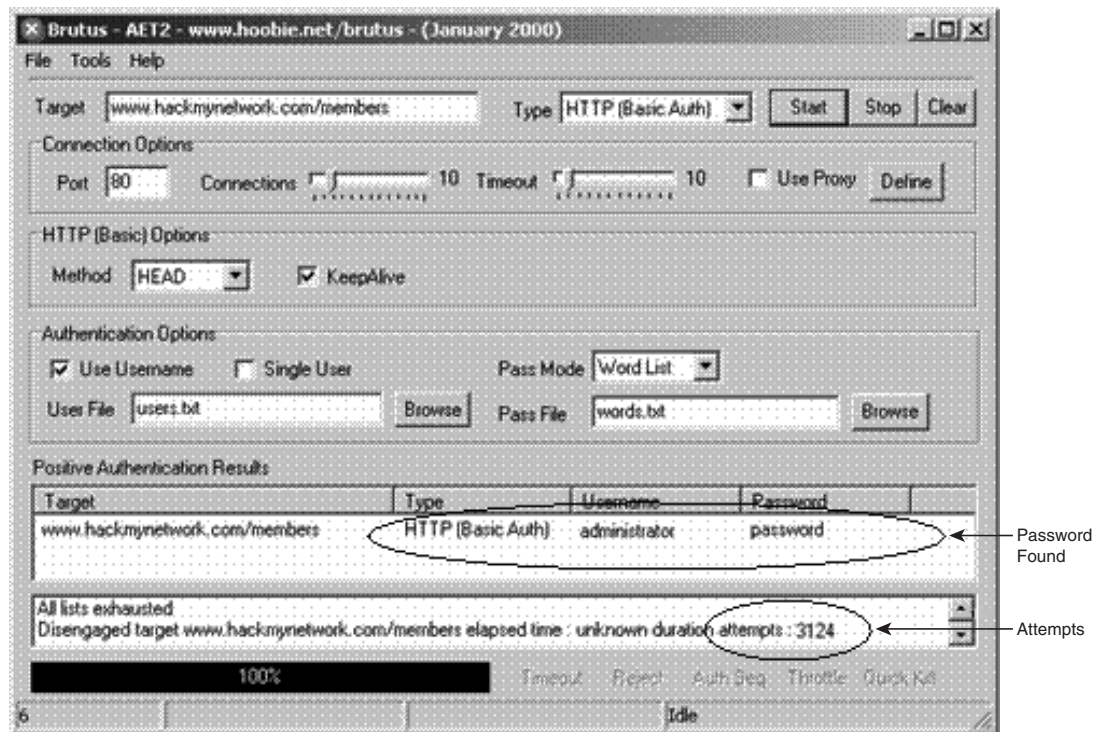 Brutus - AET2 - www.hoobie.net/brutus - (January 2000)
File Tools Help
Target www.hackmynetwork.com/members Type HTTP (Basic Auth) Start Stop Clear
Connection Options
Port 80 Connections 10 Timeout 10 Use Proxy Define
HTTP (Basic) Options
Method HEAD KeepAlive
Authentication Options
Use Username Single User Pass Mode Word List
User File users.txt Browse Pass File words.txt Browse
Positive Authentication Results
Target Type Username Password
www.hackmynetwork.com/members HTTP (Basic Auth) administrator password
Password
Found
All lists exhausted
Disengaged target www.hackmynetwork.com/members elapsed time : unknown duration attempts : 3124
Attempts
100% Timeout Reject Auth Seq Throttle Quick Kill
6 Idle